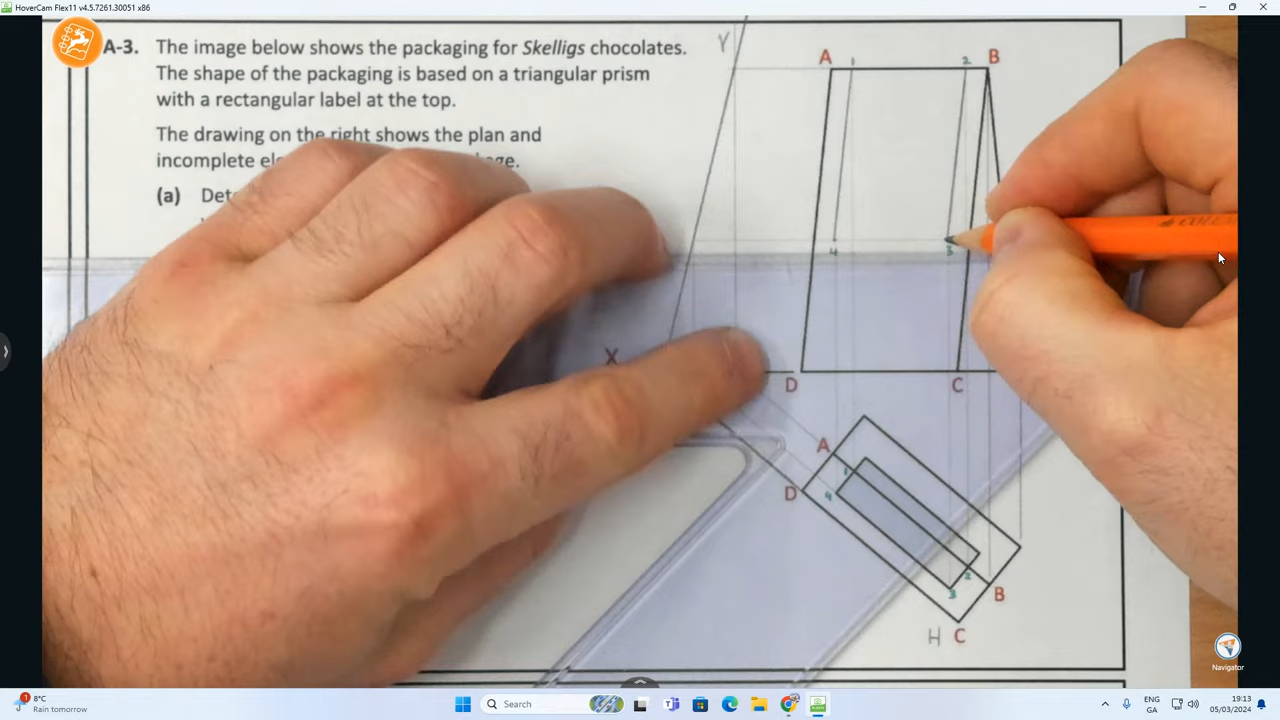 HoverCam Flex11 v4.5.7261.30051 x86
A-3. The image below shows the packaging for Skelligs chocolates.
The shape of the packaging is based on a triangular prism
with a rectangular label at the top.
The drawing on the right shows the plan and
incomplete
(a)
Y
A 1 2 B
4 3
X
D C
A
1
D 4
2
3 B
H C
Navigator
8°C
Rain tomorrow
Search
ENG
GA
19:13
05/03/2024